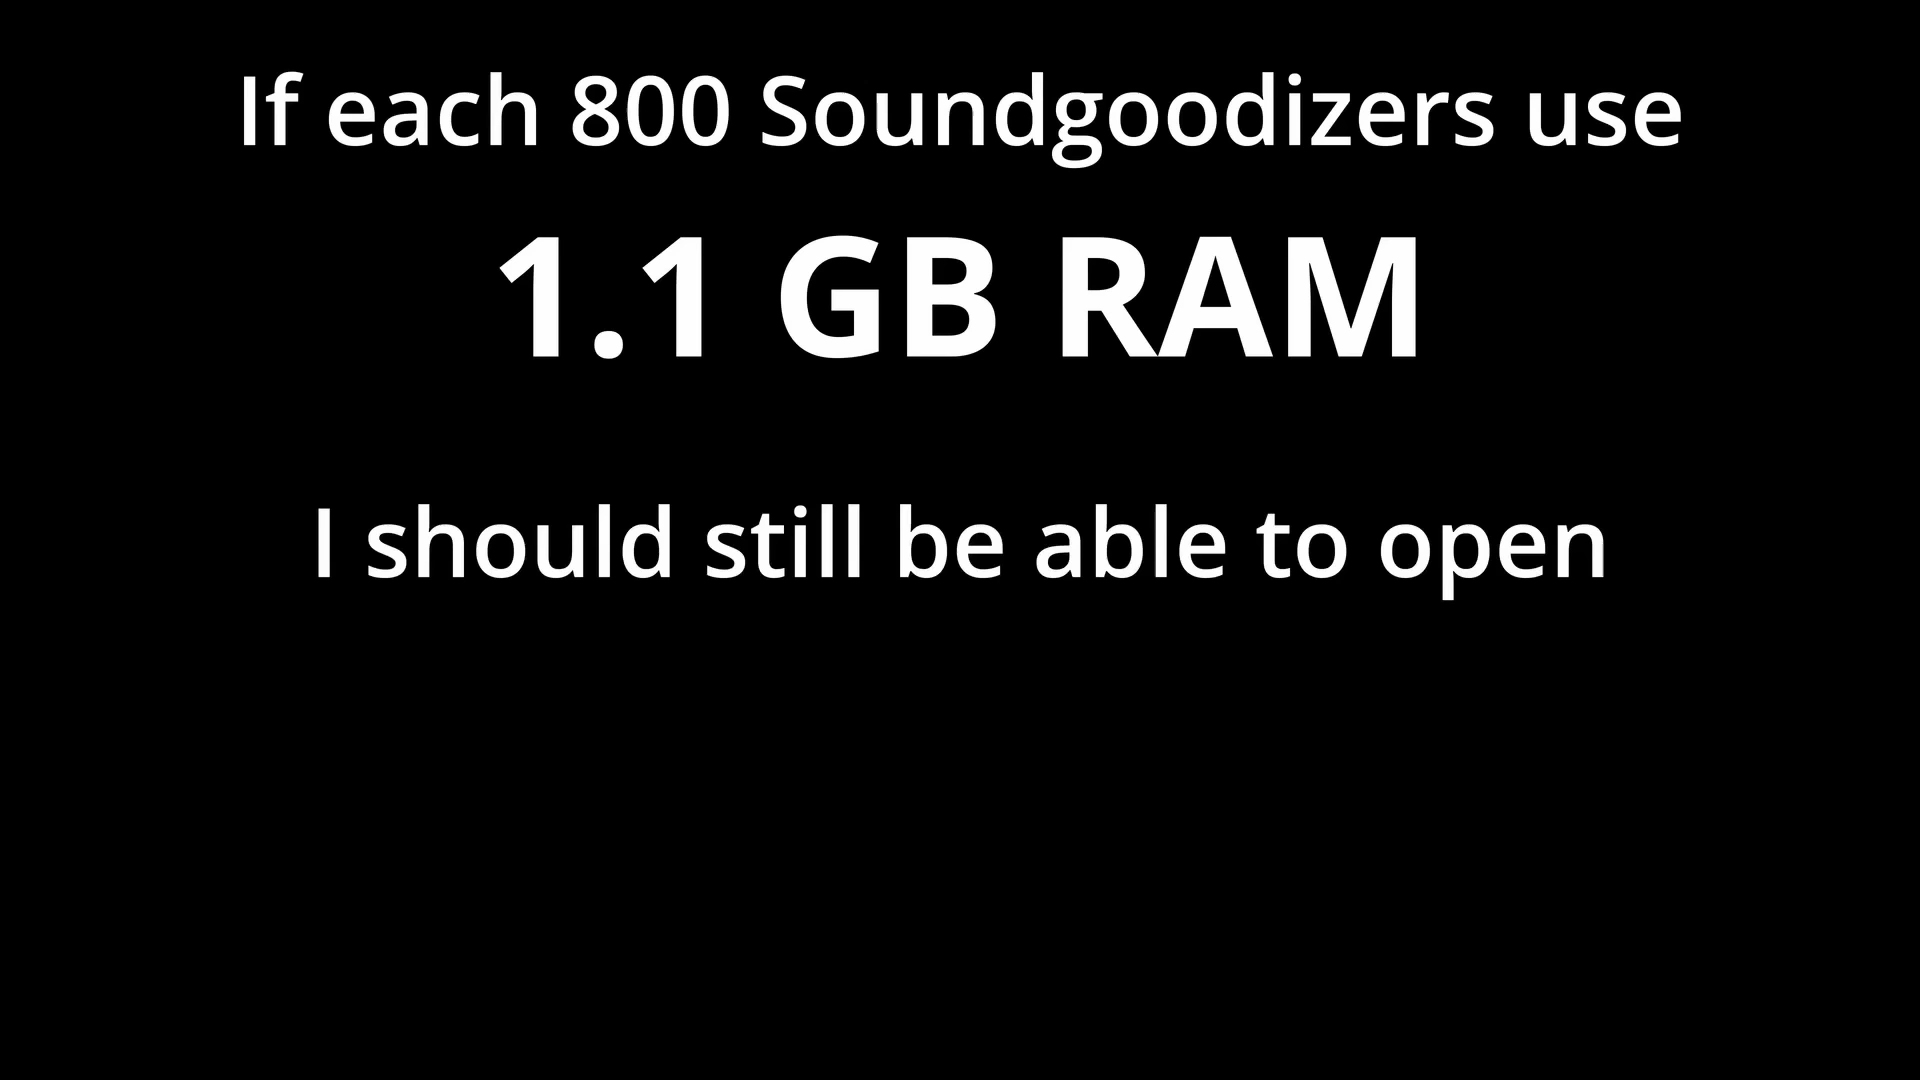 If each 800 Soundgoodizers use
1.1 GB RAM
I should still be able to open